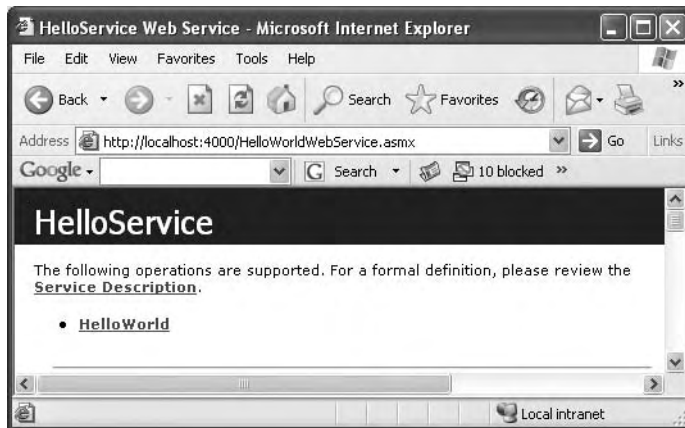 HelloService Web Service - Microsoft Internet Explorer
File Edit View Favorites Tools Help
Back Search Favorites »
Address http://localhost:4000/HelloWorldWebService.asmx Go Links
Google G Search 10 blocked »
HelloService
The following operations are supported. For a formal definition, please review the
Service Description.
• HelloWorld
Local intranet